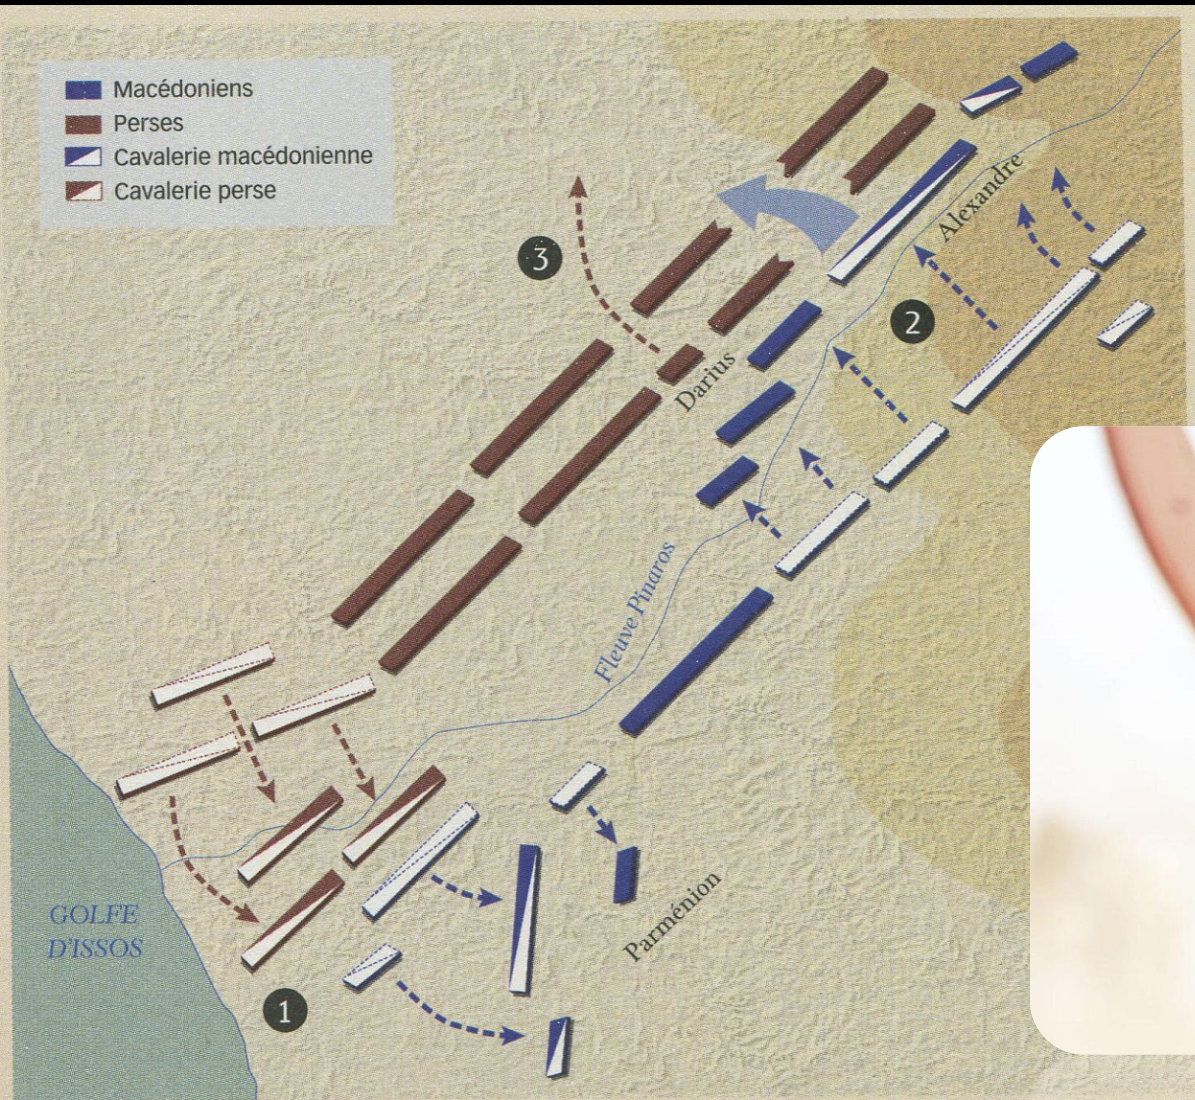 Macédoniens
Perses
Cavalerie macédonienne
Cavalerie perse
3
Alexandre
2
Darius
Fleuve Pinaros
GOLFE
D'ISSOS
Parménion
1